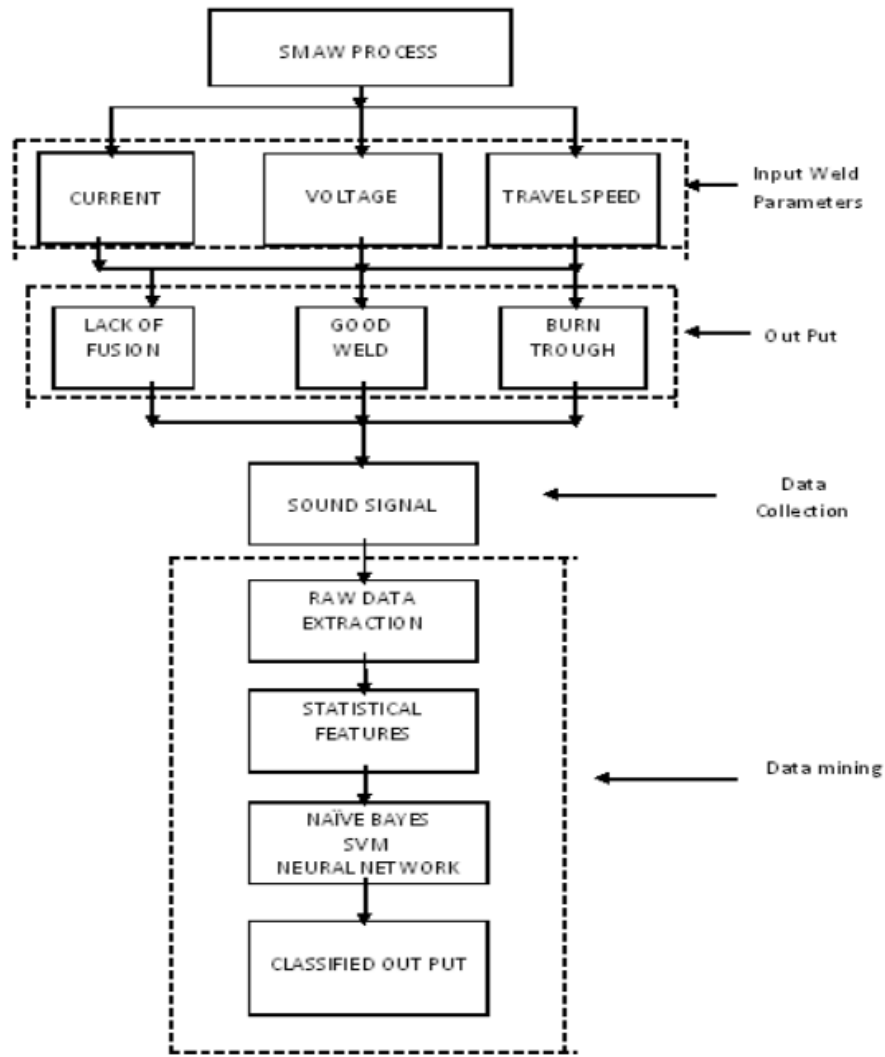 SMAW PROCESS
CURRENT
VOLTAGE
TRAVEL SPEED
Input Weld
Parameters
LACK OF
FUSION
GOOD
WELD
BURN
TROUGH
Out Put
SOUND SIGNAL
Data
Collection
RAW DATA
EXTRACTION
STATISTICAL
FEATURES
Data mining
NAÏVE BAYES
SVM
NEURAL NETWORK
CLASSIFIED OUT PUT